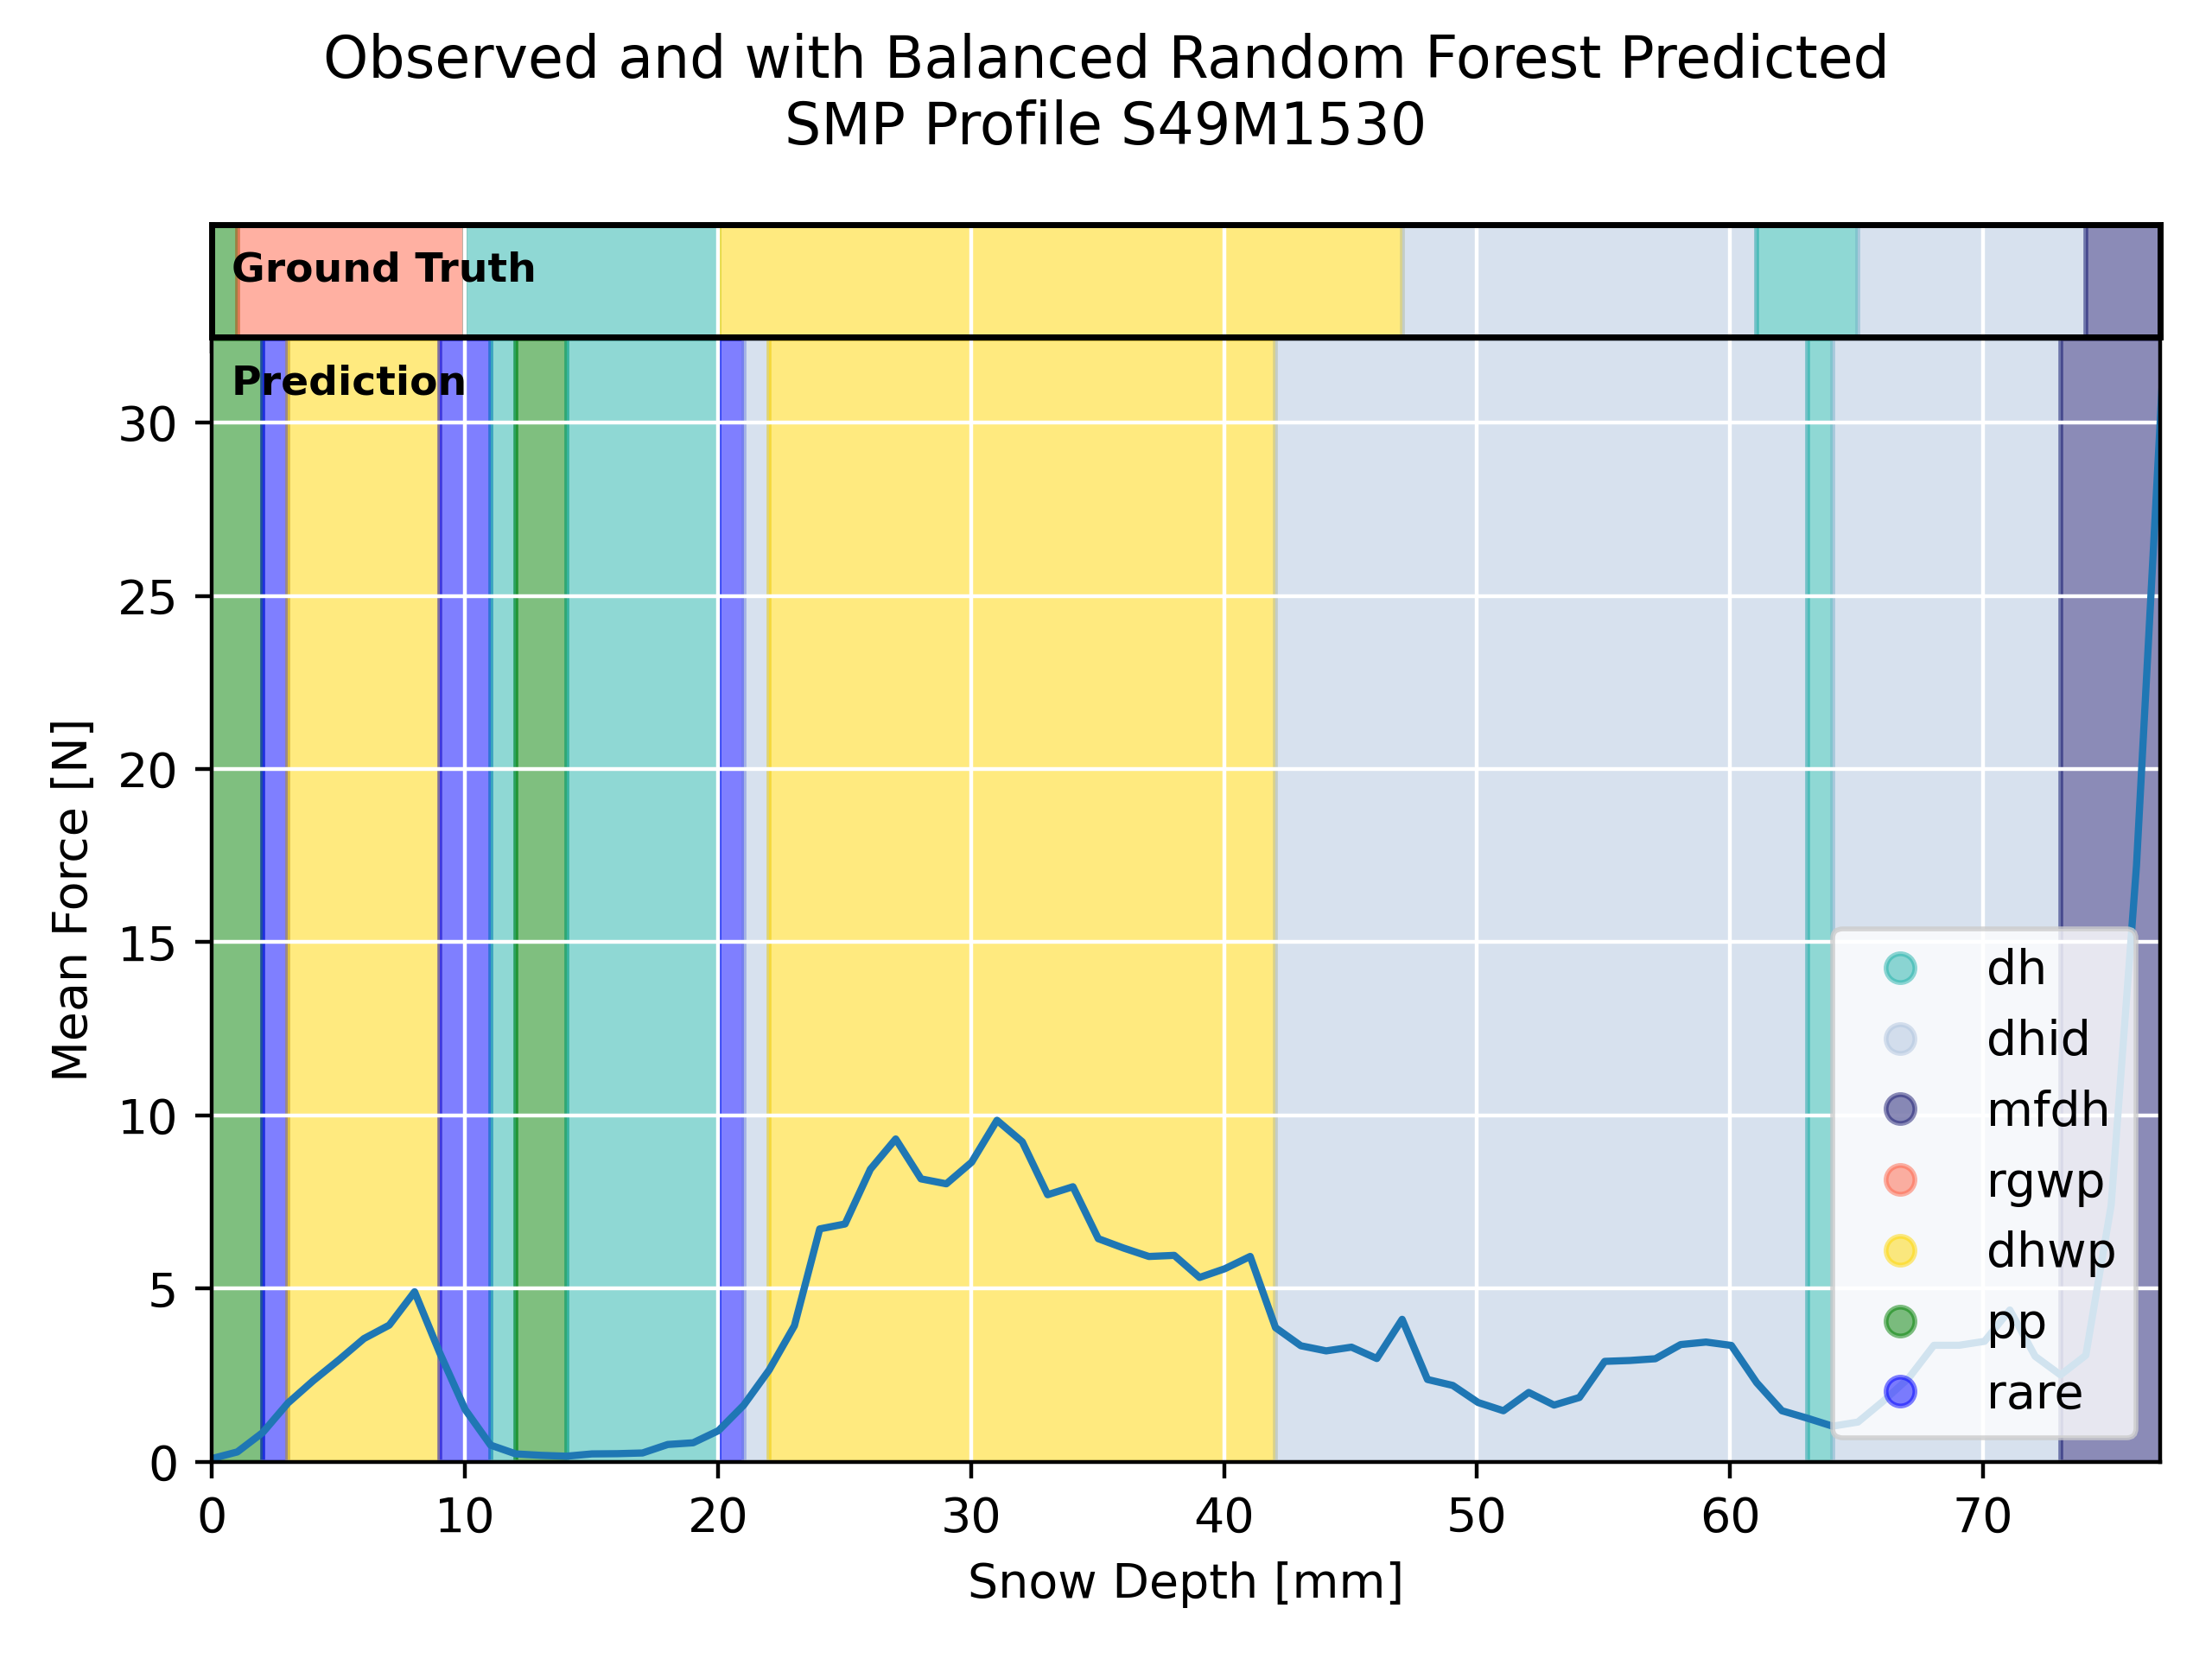 Observed and with Balanced Random Forest Predicted
SMP Profile S49M1530
Ground Truth
Prediction
30
25
20
15
10
5
0
Mean Force [N]
dh
dhid
mfdh
rgwp
dhwp
pp
rare
0 10 20 30 40 50 60 70
Snow Depth [mm]